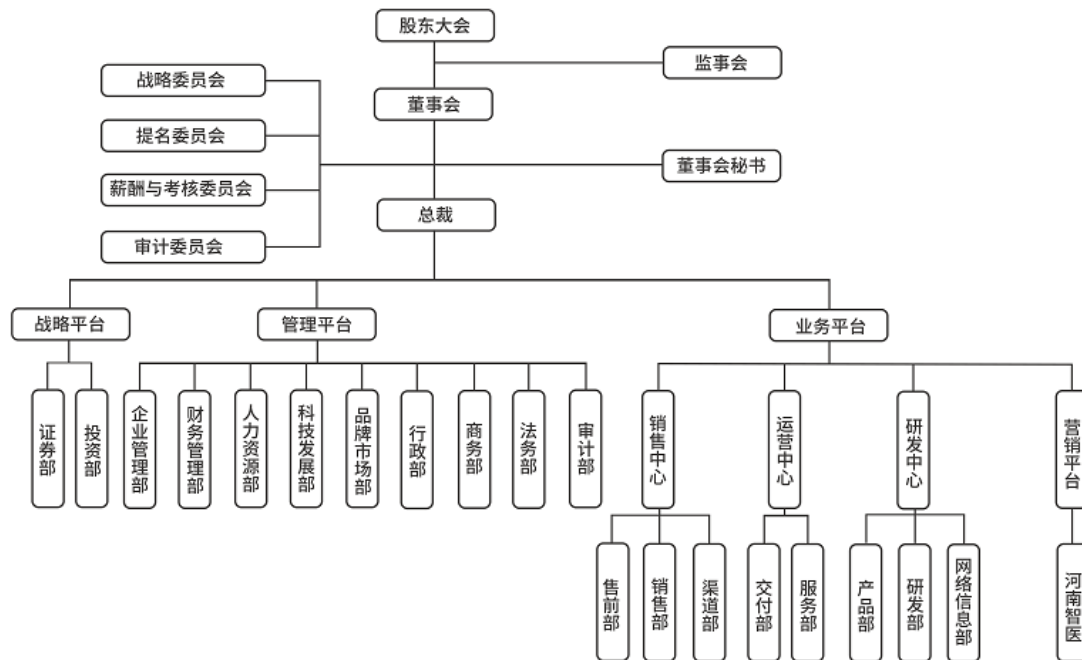 股东大会
监事会
战略委员会
董事会
提名委员会
董事会秘书
薪酬与考核委员会
总裁
审计委员会
战略平台
管理平台
业务平台
证券部
投资部
企业管理部
财务管理部
人力资源部
科技发展部
品牌市场部
行政部
商务部
法务部
审计部
销售中心
运营中心
研发中心
营销平台
售前部
销售部
渠道部
交付部
服务部
产品部
研发部
网络信息部
河南智医